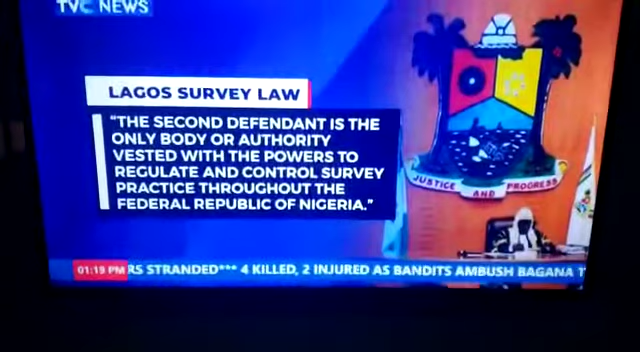 TVC NEWS
LAGOS SURVEY LAW
"THE SECOND DEFENDANT IS THE
ONLY BODY OR AUTHORITY
VESTED WITH THE POWERS TO
REGULATE AND CONTROL SURVEY
PRACTICE THROUGHOUT THE
FEDERAL REPUBLIC OF NIGERIA."
JUSTICE AND PROGRESS
01:19 PM RS STRANDED*** 4 KILLED, 2 INJURED AS BANDITS AMBUSH BAGANA